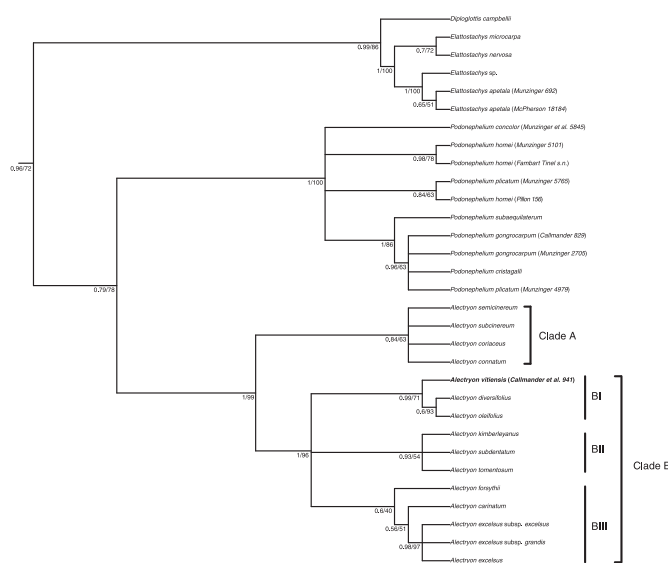 Diploglottis campbellii
0.99/86
Elattostachys microcarpa
0.7/72
Elattostachys nervosa
1/100
Elattostachys sp.
1/100
Elattostachys apetala (Munzinger 692)
0.65/51
Elattostachys apetala (McPherson 18184)
Podonephelium concolor (Munzinger et al. 5845)
Podonephelium homei (Munzinger 5101)
0.96/72
0.98/78
Podonephelium homei (Fambart Tinel s.n.)
1/100
Podonephelium plicatum (Munzinger 5765)
0.84/63
Podonephelium homei (Pillon 156)
Podonephelium subaequilaterum
Podonephelium gongrocarpum (Callmander 829)
1/86
Podonephelium gongrocarpum (Munzinger 2705)
0.96/63
Podonephelium cristagalli
0.79/78
Podonephelium plicatum (Munzinger 4979)
Alectryon semicinereum
Alectryon subcinereum
0.84/63
Clade A
Alectryon coriaceus
Alectryon connatum
Alectryon vitiensis (Callmander et al. 941)
1/99
0.99/71
Alectryon diversifolius
BI
0.6/93
Alectryon oleifolius
Alectryon kimberleyanus
1/96
0.93/54
Alectryon subdentatum
BII
Alectryon tomentosum
Clade B
Alectryon forsythii
0.6/40
Alectryon carinatum
0.56/51
Alectryon excelsus subsp. excelsus
BIII
Alectryon excelsus subsp. grandis
0.98/97
Alectryon excelsus